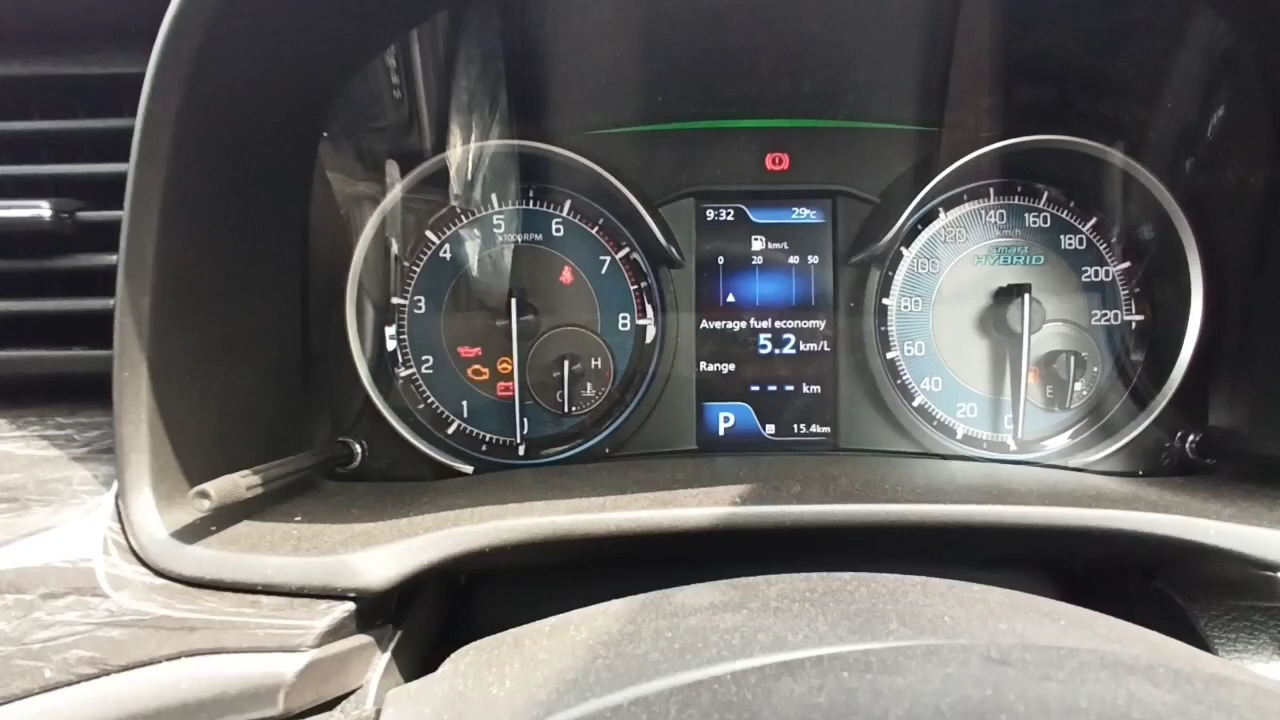 9:32 29°C
km/L
0 20 40 50
Average fuel economy
5.2 km/L
Range
--- km
P 15.4km
0 1 2 3 4 5 6 7 8
x1000RPM
C H
0 20 40 60 80 100 120 140 160 180 200 220
km/h
smart
HYBRID
E F